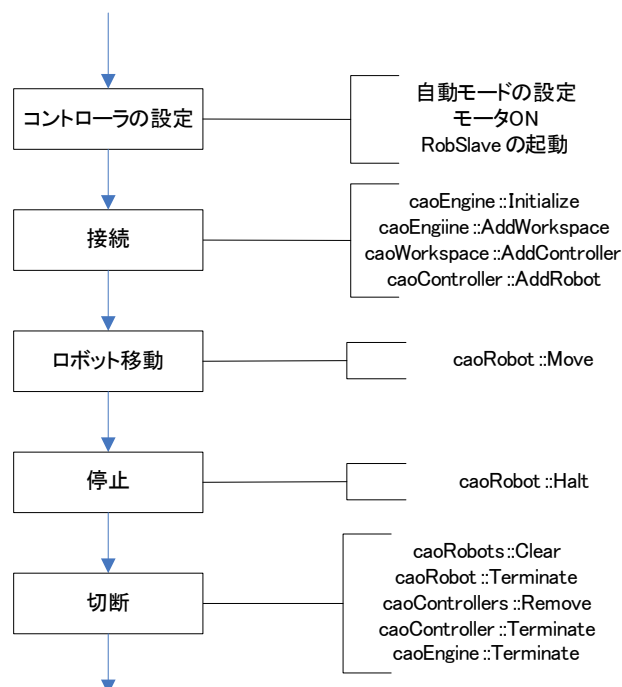 コントローラの設定
自動モードの設定
モータON
RobSlave の起動
接続
caoEngine::Initialize
caoEngiine::AddWorkspace
caoWorkspace::AddController
caoController::AddRobot
ロボット移動
caoRobot::Move
停止
caoRobot::Halt
切断
caoRobots::Clear
caoRobot::Terminate
caoControllers::Remove
caoController::Terminate
caoEngine::Terminate